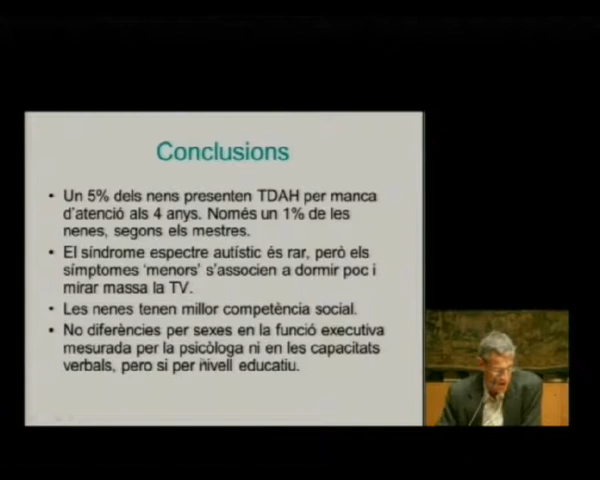 Conclusions
• Un 5% dels nens presenten TDAH per manca
d'atenció als 4 anys. Només un 1% de les
nenes, segons els mestres.
• El síndrome espectre autístic és rar, però els
símptomes 'menors' s'associen a dormir poc i
mirar massa la TV.
• Les nenes tenen millor competència social.
• No diferències per sexes en la funció executiva
mesurada per la psicòloga ni en les capacitats
verbals, pero si per nivell educatiu.